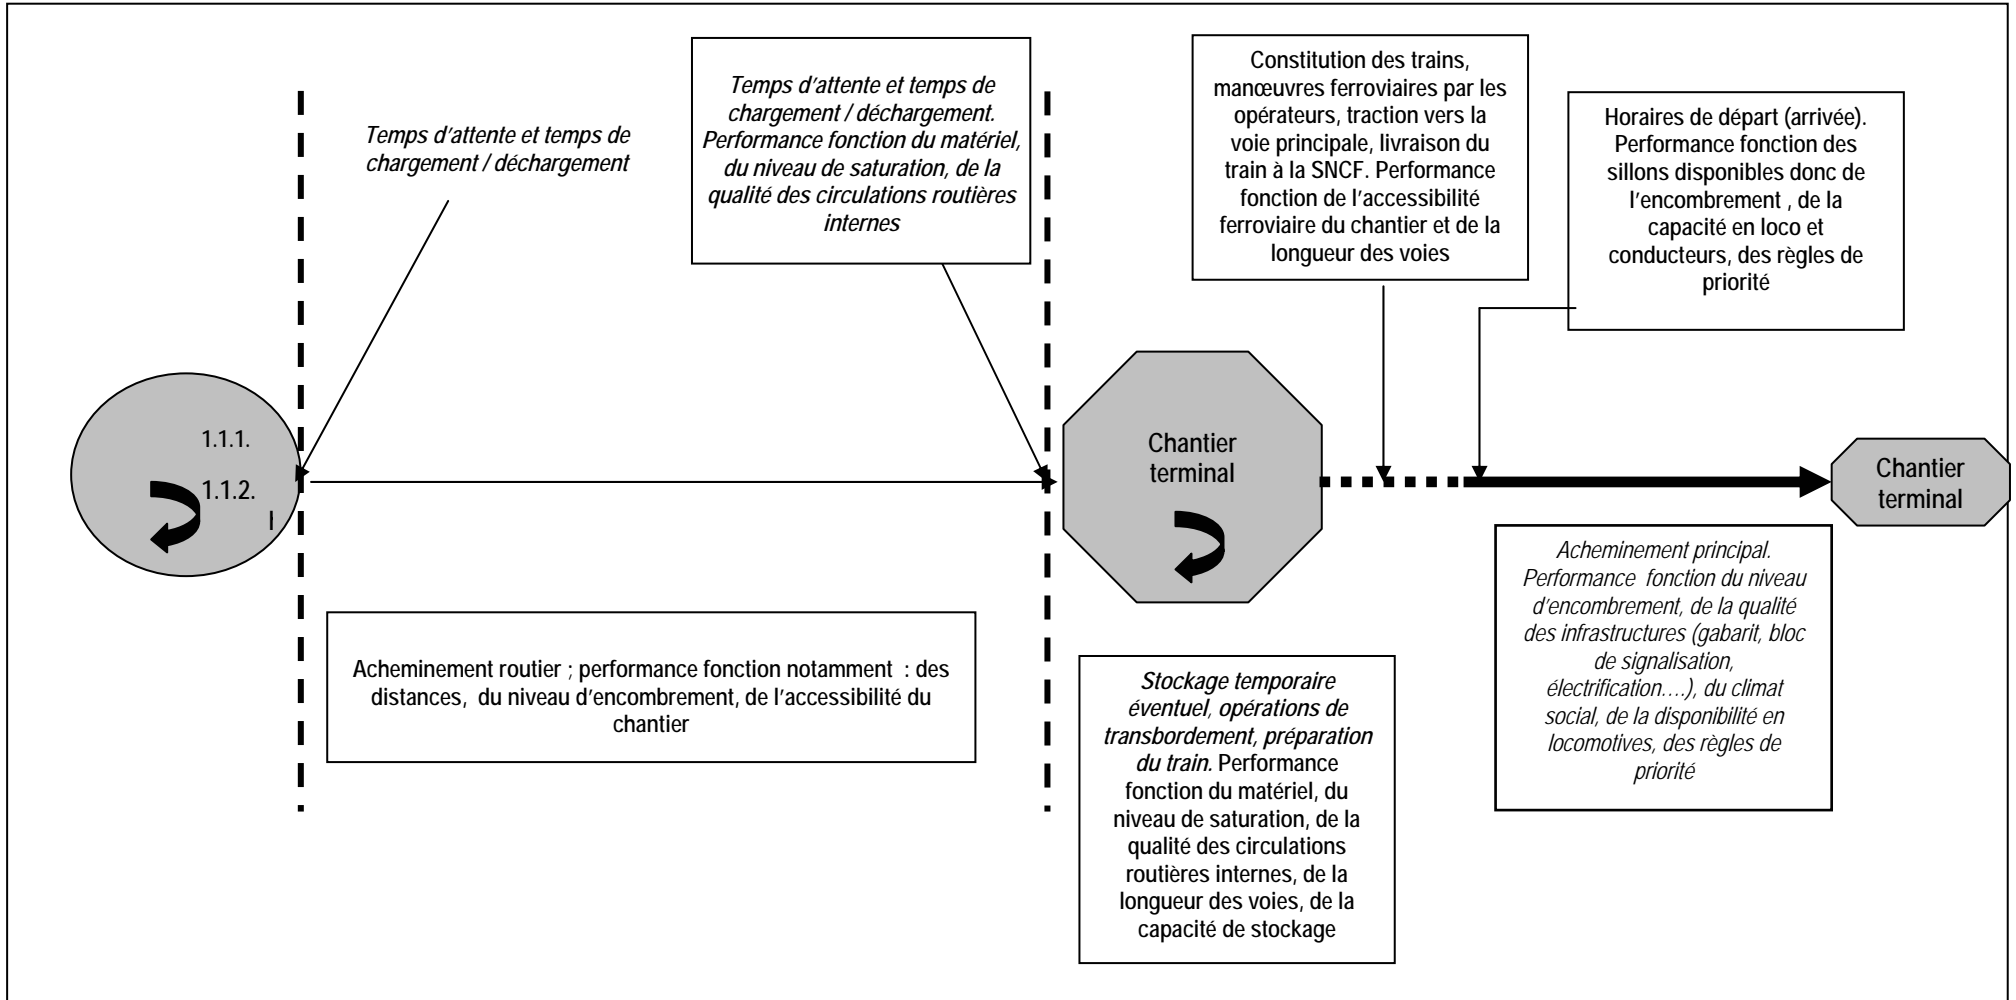 Temps d'attente et temps de
chargement / déchargement
Temps d'attente et temps de
chargement / déchargement.
Performance fonction du matériel,
du niveau de saturation, de la
qualité des circulations routières
internes
Constitution des trains,
manœuvres ferroviaires par les
opérateurs, traction vers la
voie principale, livraison du
train à la SNCF. Performance
fonction de l'accessibilité
ferroviaire du chantier et de la
longueur des voies
Horaires de départ (arrivée).
Performance fonction des
sillons disponibles donc de
l'encombrement , de la
capacité en loco et
conducteurs, des règles de
priorité
1.1.1.
1.1.2.
Chantier
terminal
Chantier
terminal
Acheminement routier ; performance fonction notamment : des
distances, du niveau d'encombrement, de l'accessibilité du
chantier
Stockage temporaire
éventuel, opérations de
transbordement, préparation
du train. Performance
fonction du matériel, du
niveau de saturation, de la
qualité des circulations
routières internes, de la
longueur des voies, de la
capacité de stockage
Acheminement principal.
Performance fonction du niveau
d'encombrement, de la qualité
des infrastructures (gabarit, bloc
de signalisation,
électrification….), du climat
social, de la disponibilité en
locomotives, des règles de
priorité